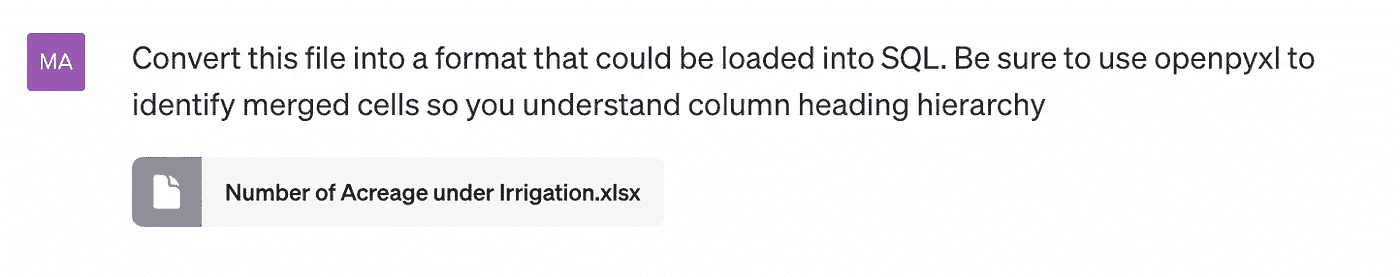 MA
Convert this file into a format that could be loaded into SQL. Be sure to use openpyxl to
identify merged cells so you understand column heading hierarchy
Number of Acreage under Irrigation.xlsx